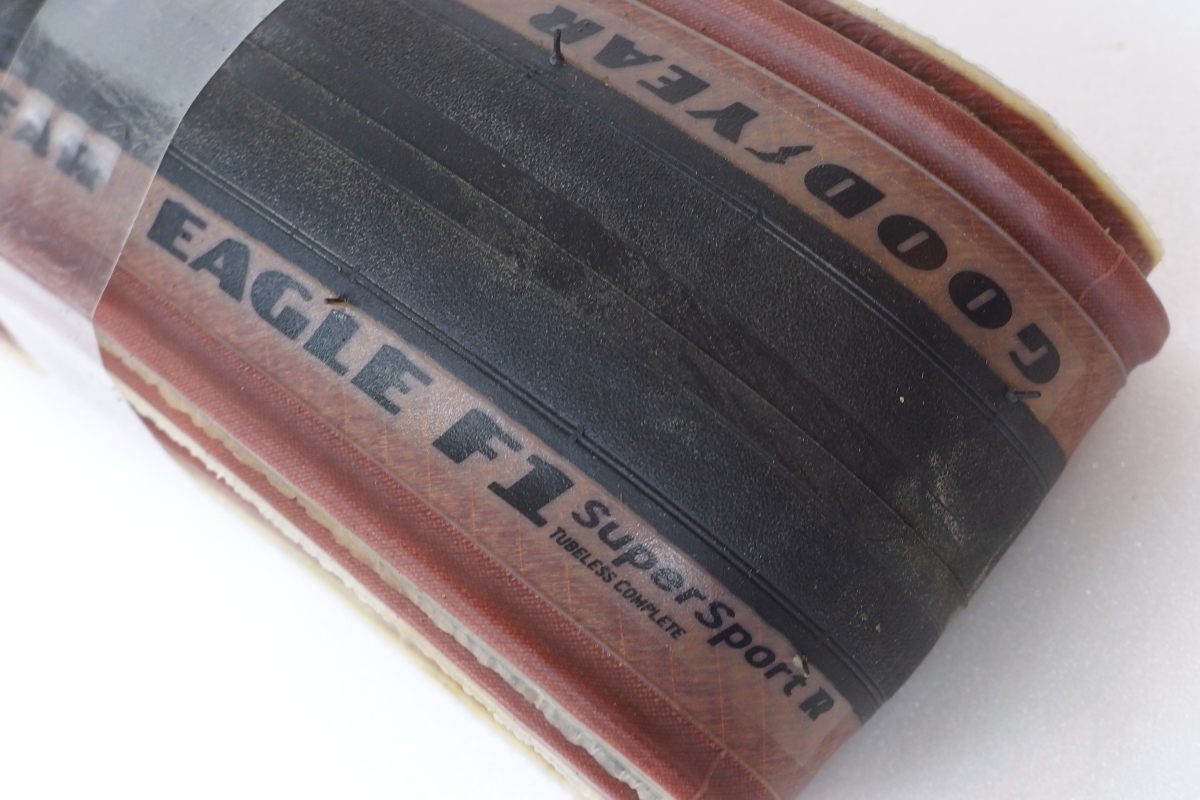 GOODYEAR
EAGLE F1 SuperSport R
TUBELESS COMPLETE